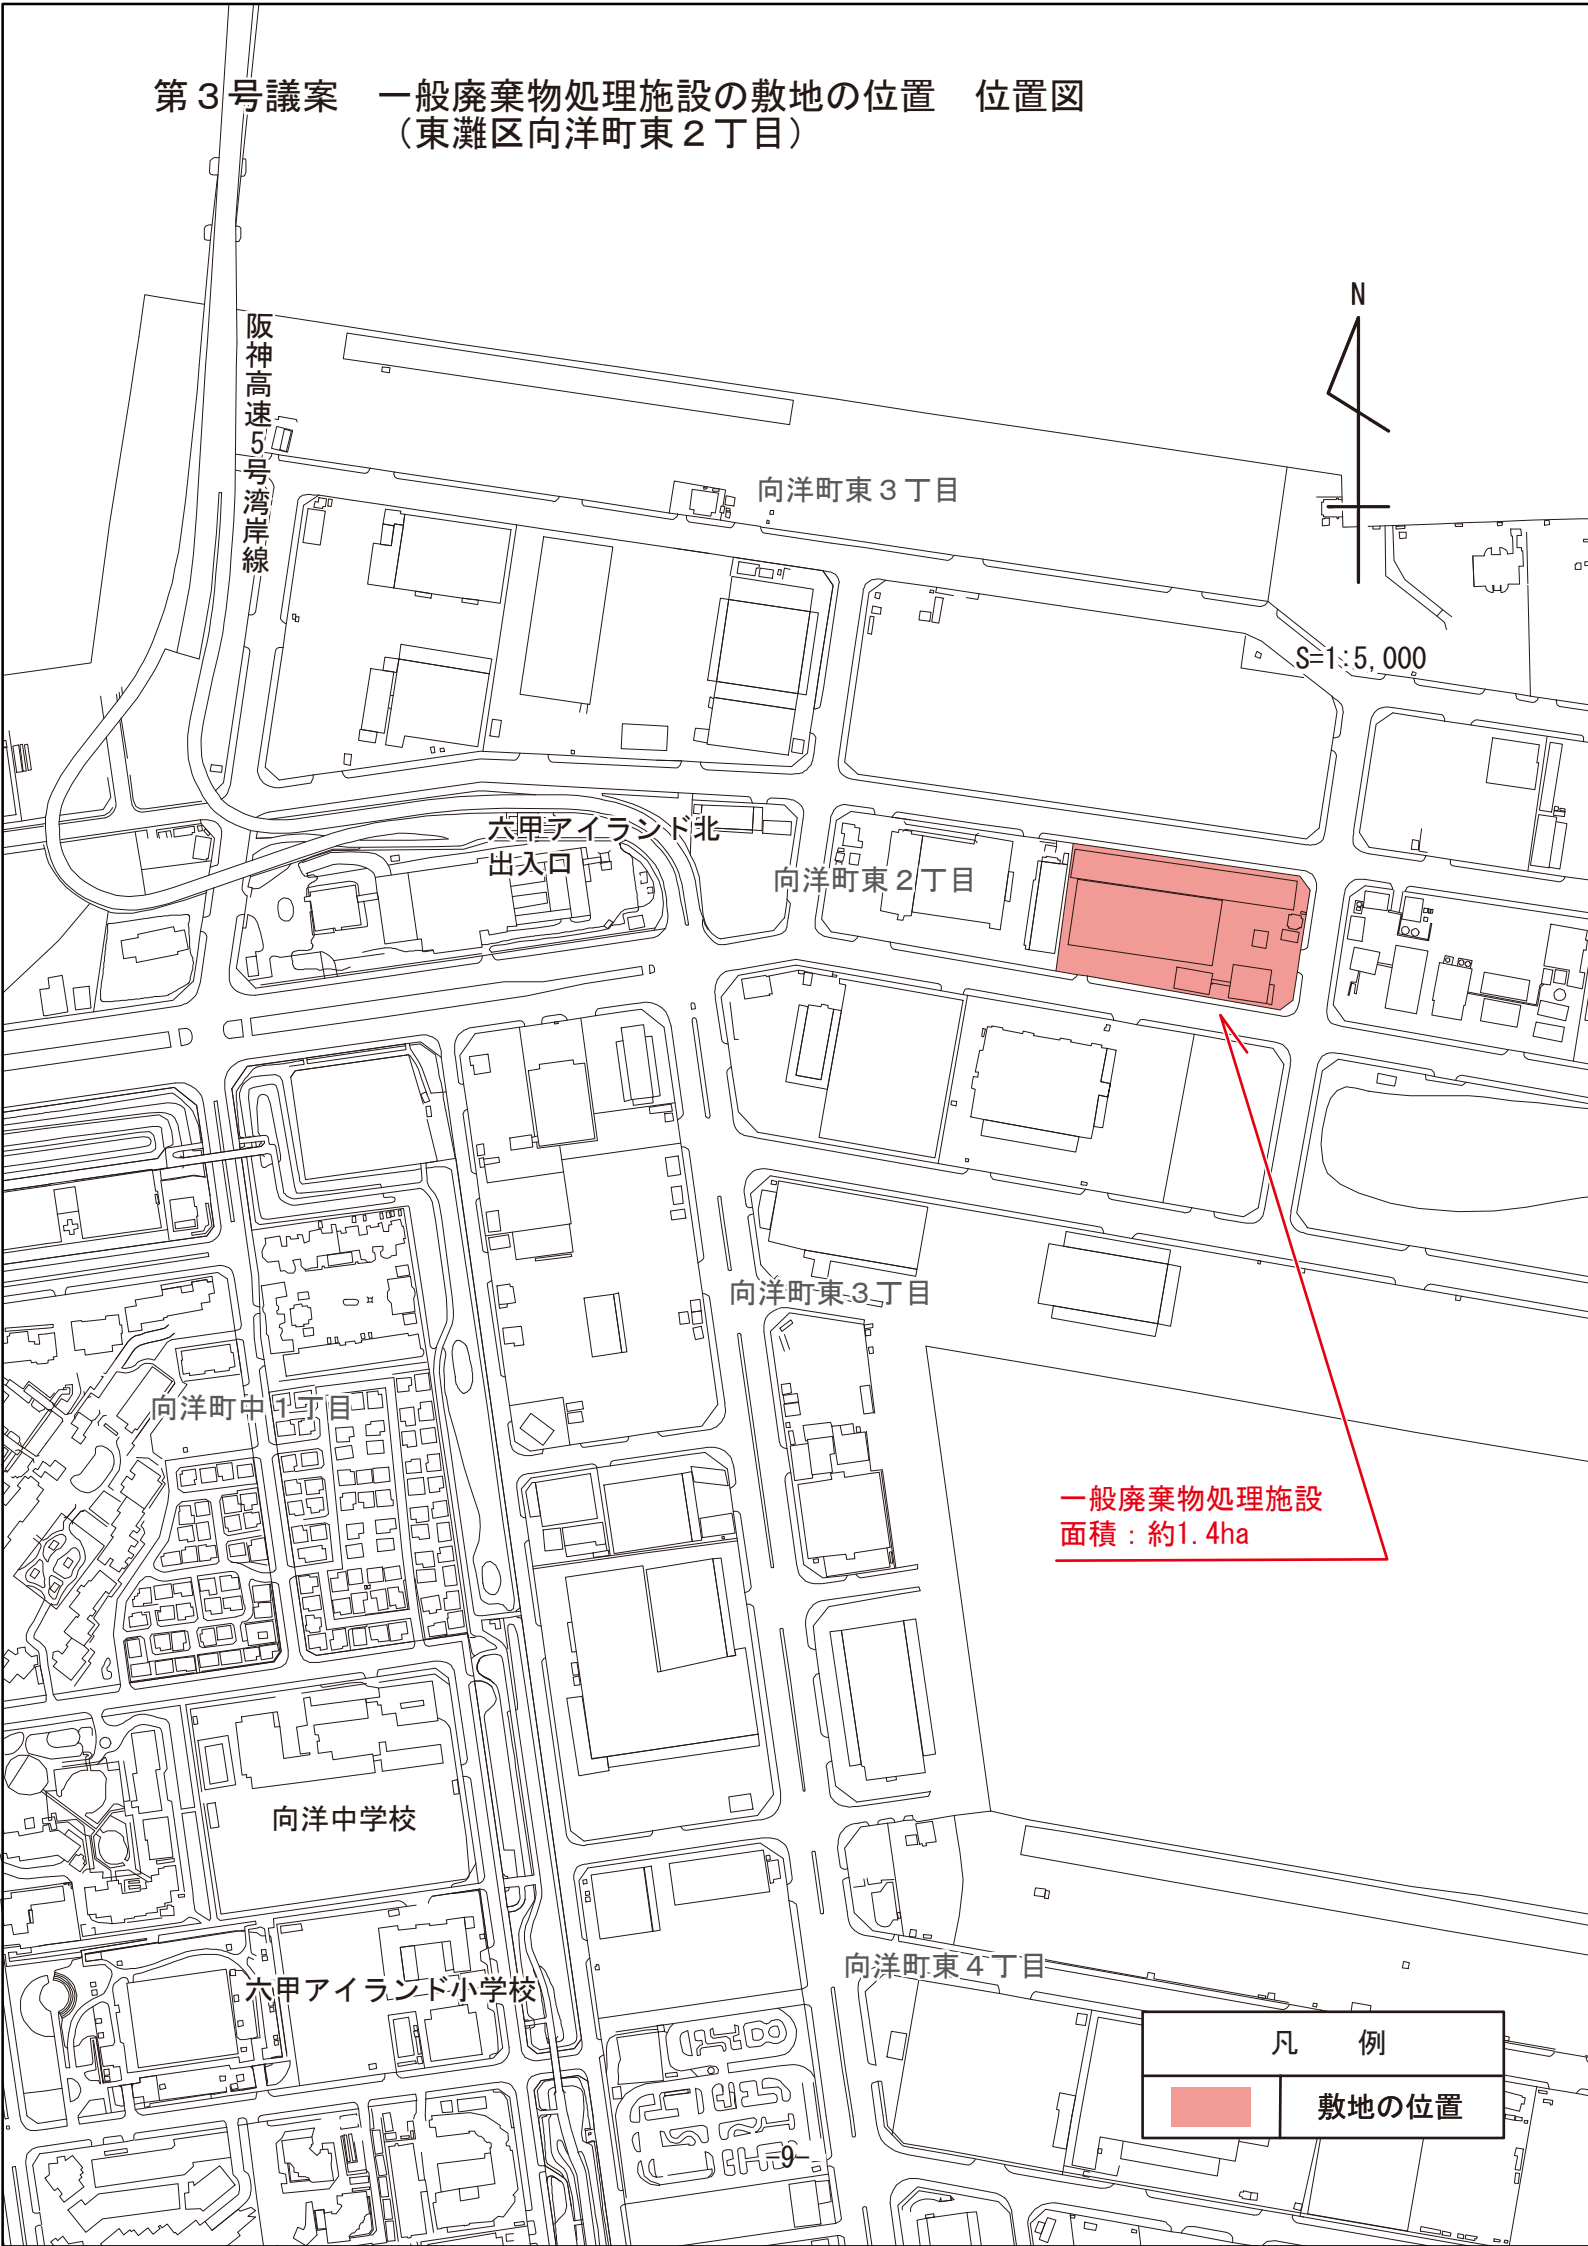 第３号議案　一般廃棄物処理施設の敷地の位置　位置図
（東灘区向洋町東２丁目）
N
阪神高速5号湾岸線
向洋町東３丁目
S=1:5,000
六甲アイランド北
出入口
向洋町東２丁目
向洋町東３丁目
向洋町中１丁目
一般廃棄物処理施設
面積：約1.4ha
向洋中学校
向洋町東４丁目
六甲アイランド小学校
凡　例
敷地の位置
-9-